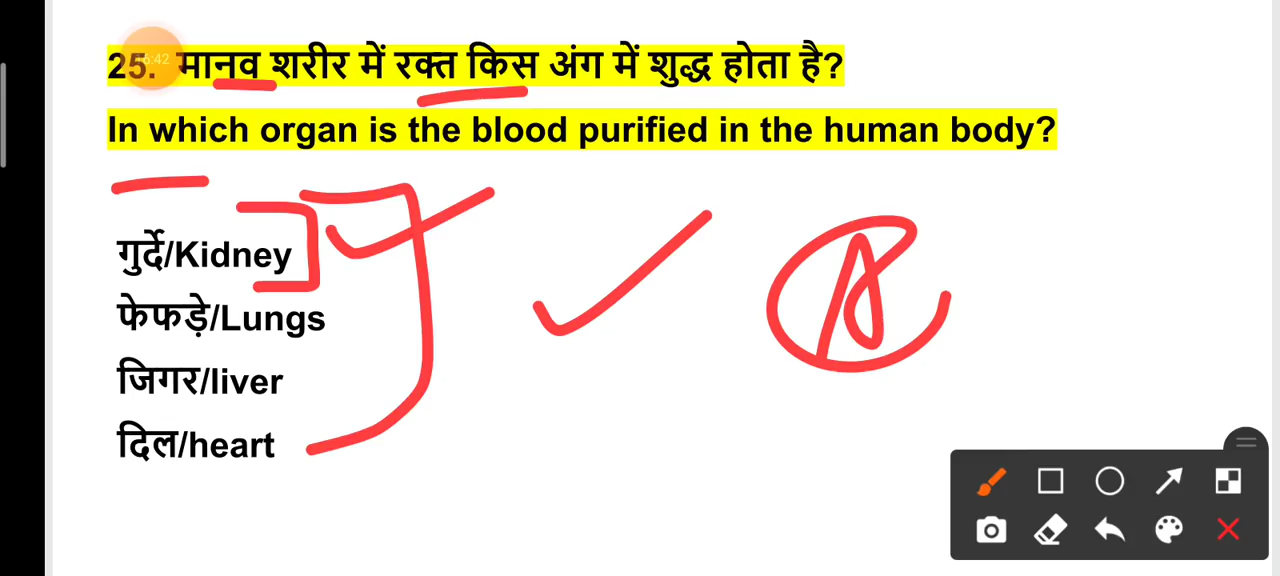 25. मानव शरीर में रक्त किस अंग में शुद्ध होता है?
In which organ is the blood purified in the human body?
गुर्दे/Kidney
फेफड़े/Lungs
जिगर/liver
दिल/heart
A